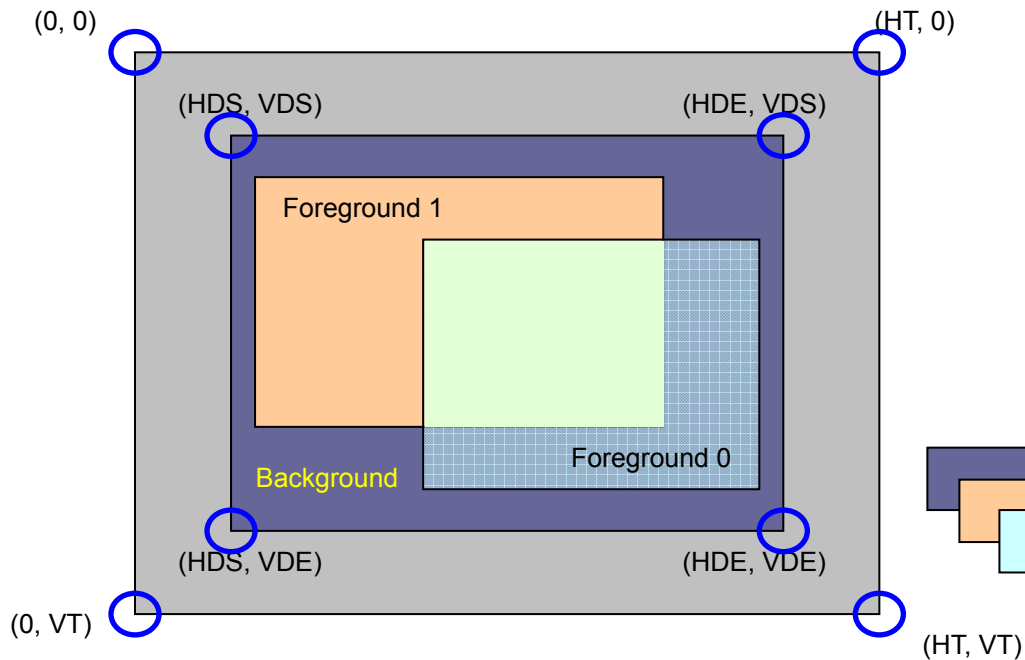 (0, 0)
(HT, 0)
(HDS, VDS)
(HDE, VDS)
Foreground 1
Foreground 0
Background
(HDS, VDE)
(HDE, VDE)
(0, VT)
(HT, VT)